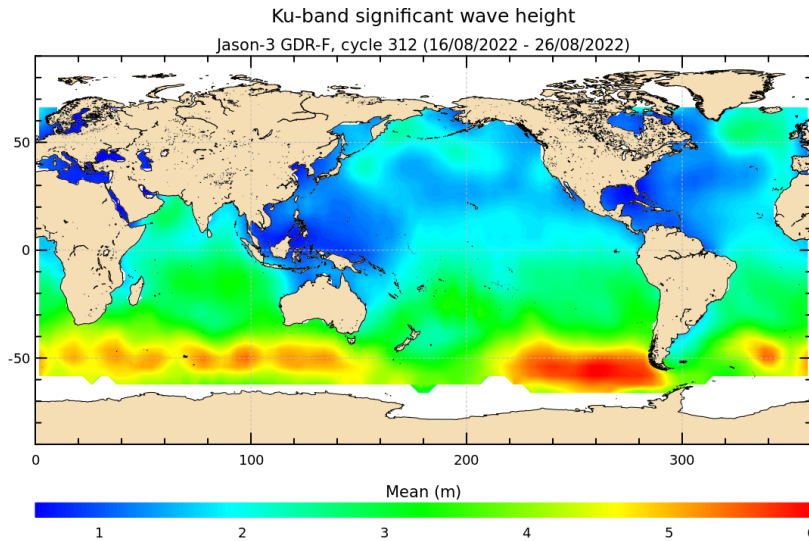 Ku-band significant wave height
Jason-3 GDR-F, cycle 312 (16/08/2022 - 26/08/2022)
50
0
-50
0 100 200 300
Mean (m)
1 2 3 4 5